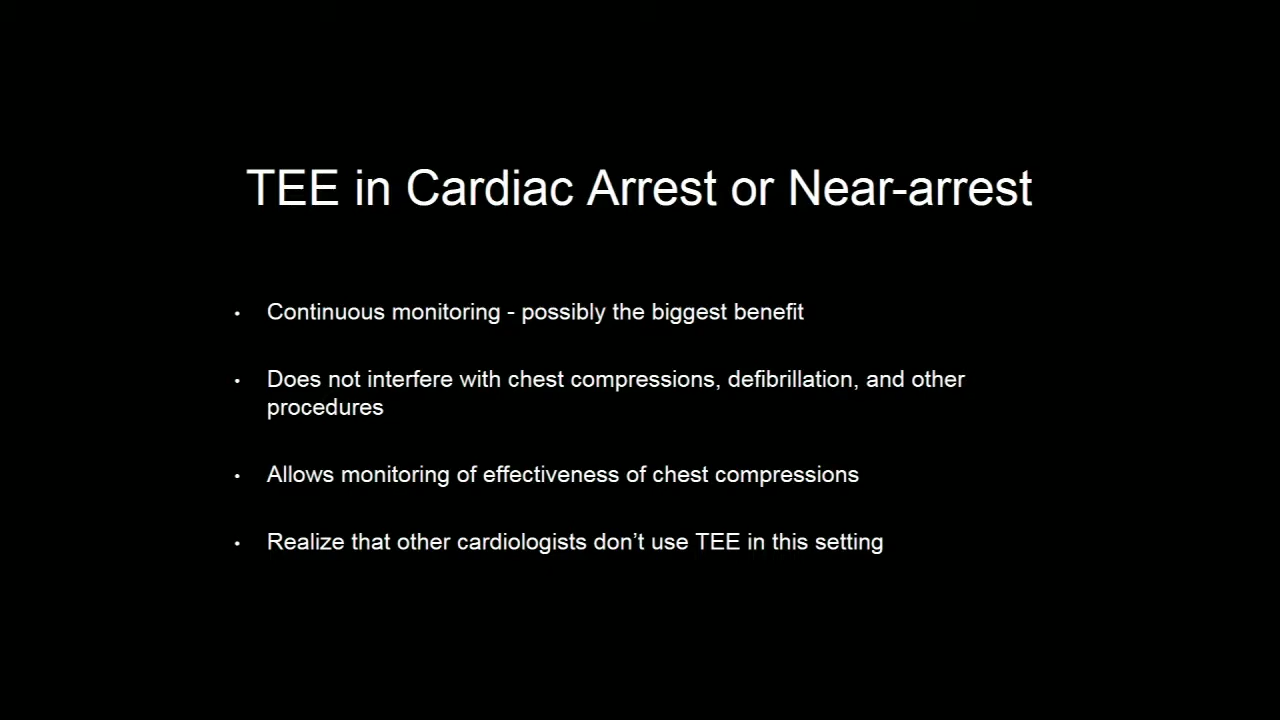 TEE in Cardiac Arrest or Near-arrest
• Continuous monitoring - possibly the biggest benefit
• Does not interfere with chest compressions, defibrillation, and other
procedures
• Allows monitoring of effectiveness of chest compressions
• Realize that other cardiologists don’t use TEE in this setting